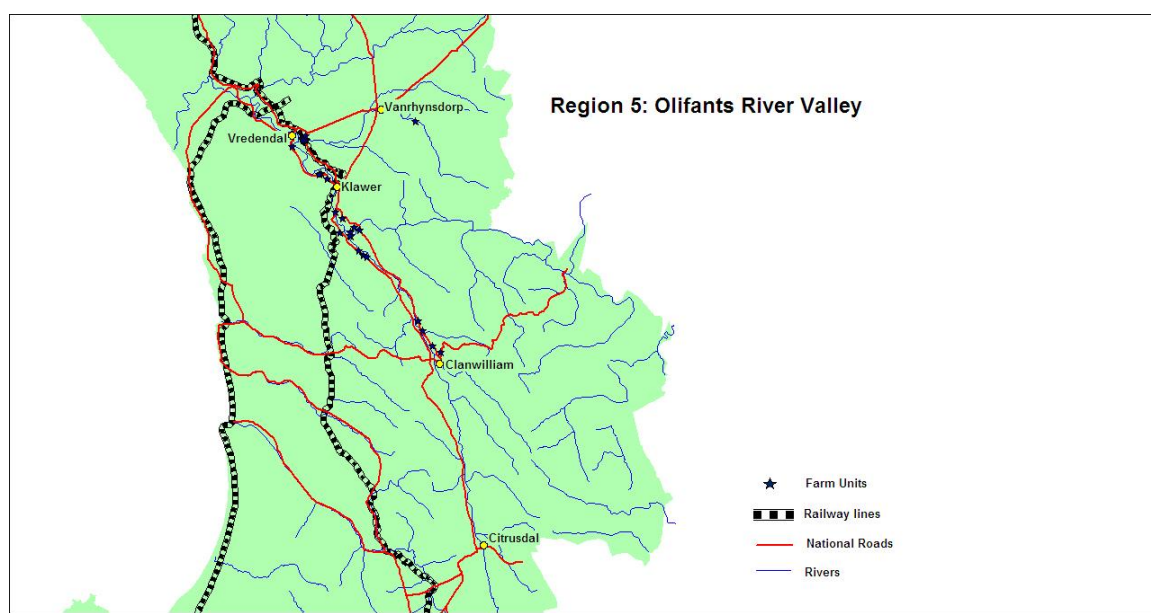 Region 5: Olifants River Valley
Vanrhynsdorp
Vredendal
Klawer
Clanwilliam
Citrusdal
Farm Units
Railway lines
National Roads
Rivers